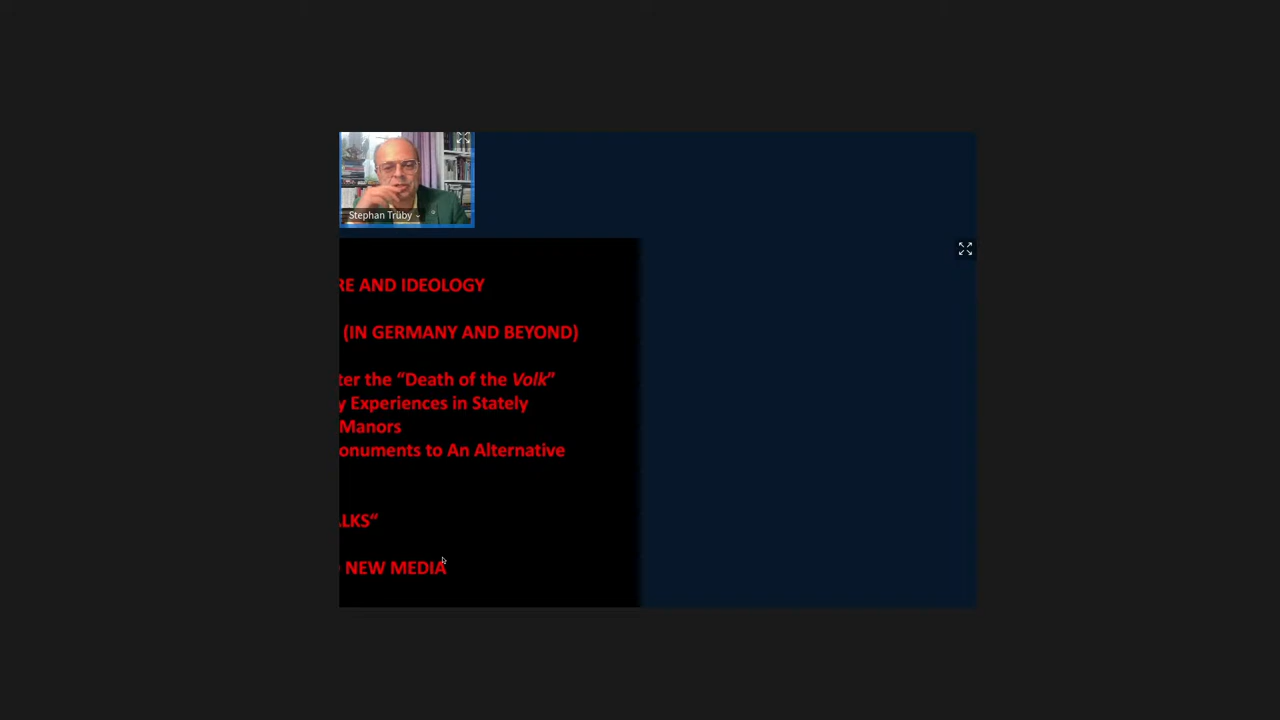 Stephan Trüby
RE AND IDEOLOGY
(IN GERMANY AND BEYOND)
ter the “Death of the Volk”
y Experiences in Stately
Manors
onuments to An Alternative
ALKS“
NEW MEDIA